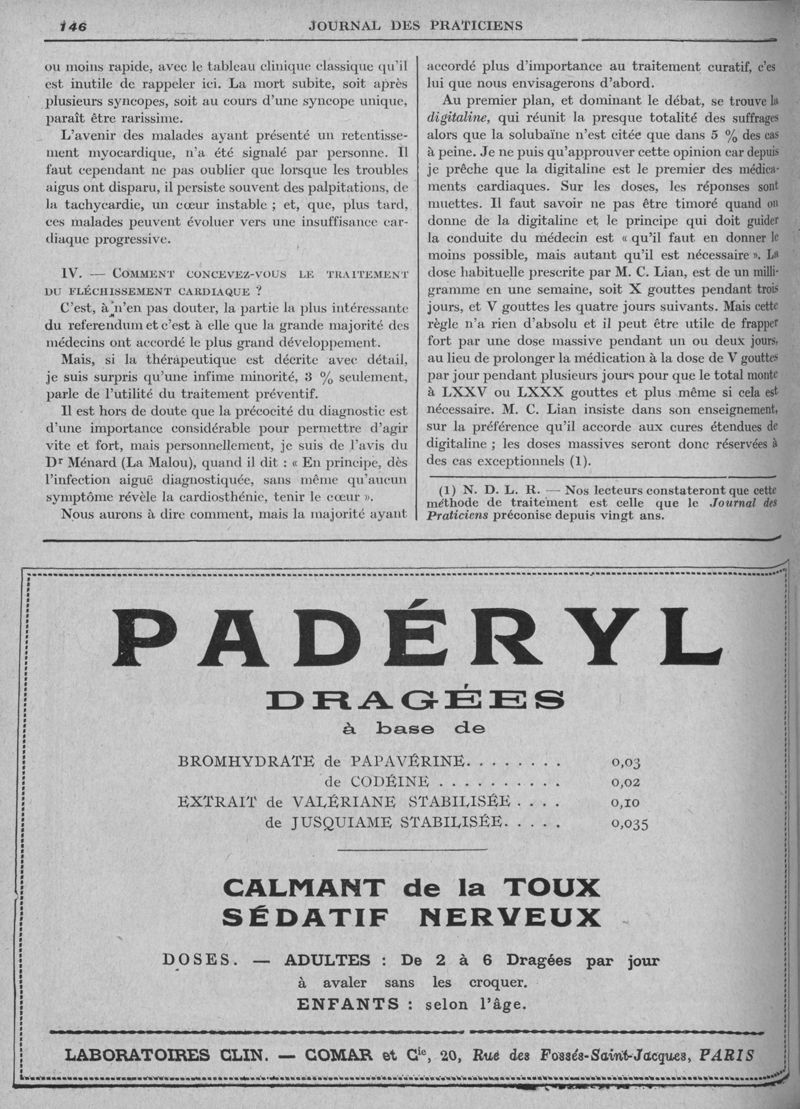 146
JOURNAL DES PRATICIENS
ou moins rapide, avec le tableau clinique classique qu'il
est inutile de rappeler ici. La mort subite, soit après
plusieurs syncopes, soit au cours d'une syncope unique,
paraît être rarissime.
L'avenir des malades ayant présenté un retentisse-
ment myocardique, n'a été signalé par personne. Il
faut cependant ne pas oublier que lorsque les troubles
aigus ont disparu, il persiste souvent des palpitations, de
la tachycardie, un cœur instable ; et, que, plus tard,
ces malades peuvent évoluer vers une insuffisance car-
diaque progressive.
IV. — COMMENT CONCEVEZ-VOUS LE TRAITEMENT
DU FLÉCHISSEMENT CARDIAQUE ?
C'est, à n'en pas douter, la partie la plus intéressante
du referendum et c'est à elle que la grande majorité des
médecins ont accordé le plus grand développement.
Mais, si la thérapeutique est décrite avec détail,
je suis surpris qu'une infime minorité, 3 % seulement,
parle de l'utilité du traitement préventif.
Il est hors de doute que la précocité du diagnostic est
d'une importance considérable pour permettre d'agir
vite et fort, mais personnellement, je suis de l'avis du
Dr Ménard (La Malou), quand il dit : « En principe, dès
l'infection aiguë diagnostiquée, sans même qu'aucun
symptôme révèle la cardiosthénie, tenir le cœur ».
Nous aurons à dire comment, mais la majorité ayant
accordé plus d'importance au traitement curatif, c'es
lui que nous envisagerons d'abord.
Au premier plan, et dominant le débat, se trouve la
digitaline, qui réunit la presque totalité des suffrages
alors que la solubaïne n'est citée que dans 5 % des cas
à peine. Je ne puis qu'approuver cette opinion car depuis
je prêche que la digitaline est le premier des médica-
ments cardiaques. Sur les doses, les réponses sont
muettes. Il faut savoir ne pas être timoré quand on
donne de la digitaline et le principe qui doit guider
la conduite du médecin est « qu'il faut en donner le
moins possible, mais autant qu'il est nécessaire ». La
dose habituelle prescrite par M. C. Lian, est de un milli-
gramme en une semaine, soit X gouttes pendant trois
jours, et V gouttes les quatre jours suivants. Mais cette
règle n'a rien d'absolu et il peut être utile de frapper
fort par une dose massive pendant un ou deux jours,
au lieu de prolonger la médication à la dose de V gouttes
par jour pendant plusieurs jours pour que le total monte
à LXXV ou LXXX gouttes et plus même si cela est
nécessaire. M. C. Lian insiste dans son enseignement,
sur la préférence qu'il accorde aux cures étendues de
digitaline ; les doses massives seront donc réservées à
des cas exceptionnels (1).
(1) N. D. L. R. — Nos lecteurs constateront que cette
méthode de traitement est celle que le Journal des
Praticiens préconise depuis vingt ans.
PADÉRYL
DRAGÉES
à base de
BROMHYDRATE de PAPAVÉRINE. . . . . . . . 0,03
de CODÉINE . . . . . . . . . . 0,02
EXTRAIT de VALÉRIANE STABILISÉE . . . . 0,10
de JUSQUIAME STABILISÉE. . . . . 0,035
CALMANT de la TOUX
SÉDATIF NERVEUX
DOSES. — ADULTES : De 2 à 6 Dragées par jour
à avaler sans les croquer.
ENFANTS : selon l'âge.
LABORATOIRES CLIN. — COMAR et Cie, 20, Rue des Fossés-Saint-Jacques, PARIS